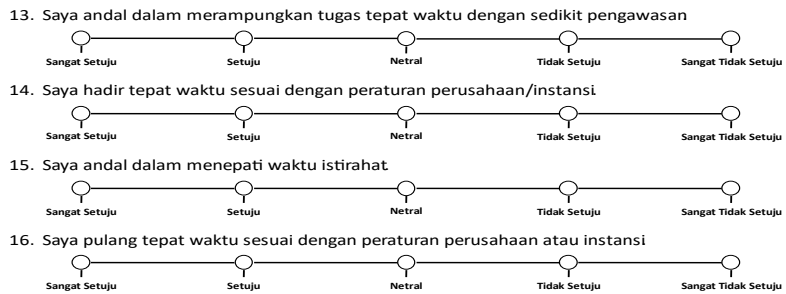 13. Saya andal dalam merampungkan tugas tepat waktu dengan sedikit pengawasan
Sangat Setuju Setuju Netral Tidak Setuju Sangat Tidak Setuju
14. Saya hadir tepat waktu sesuai dengan peraturan perusahaan/instansi.
Sangat Setuju Setuju Netral Tidak Setuju Sangat Tidak Setuju
15. Saya andal dalam menepati waktu istirahat.
Sangat Setuju Setuju Netral Tidak Setuju Sangat Tidak Setuju
16. Saya pulang tepat waktu sesuai dengan peraturan perusahaan atau instansi.
Sangat Setuju Setuju Netral Tidak Setuju Sangat Tidak Setuju